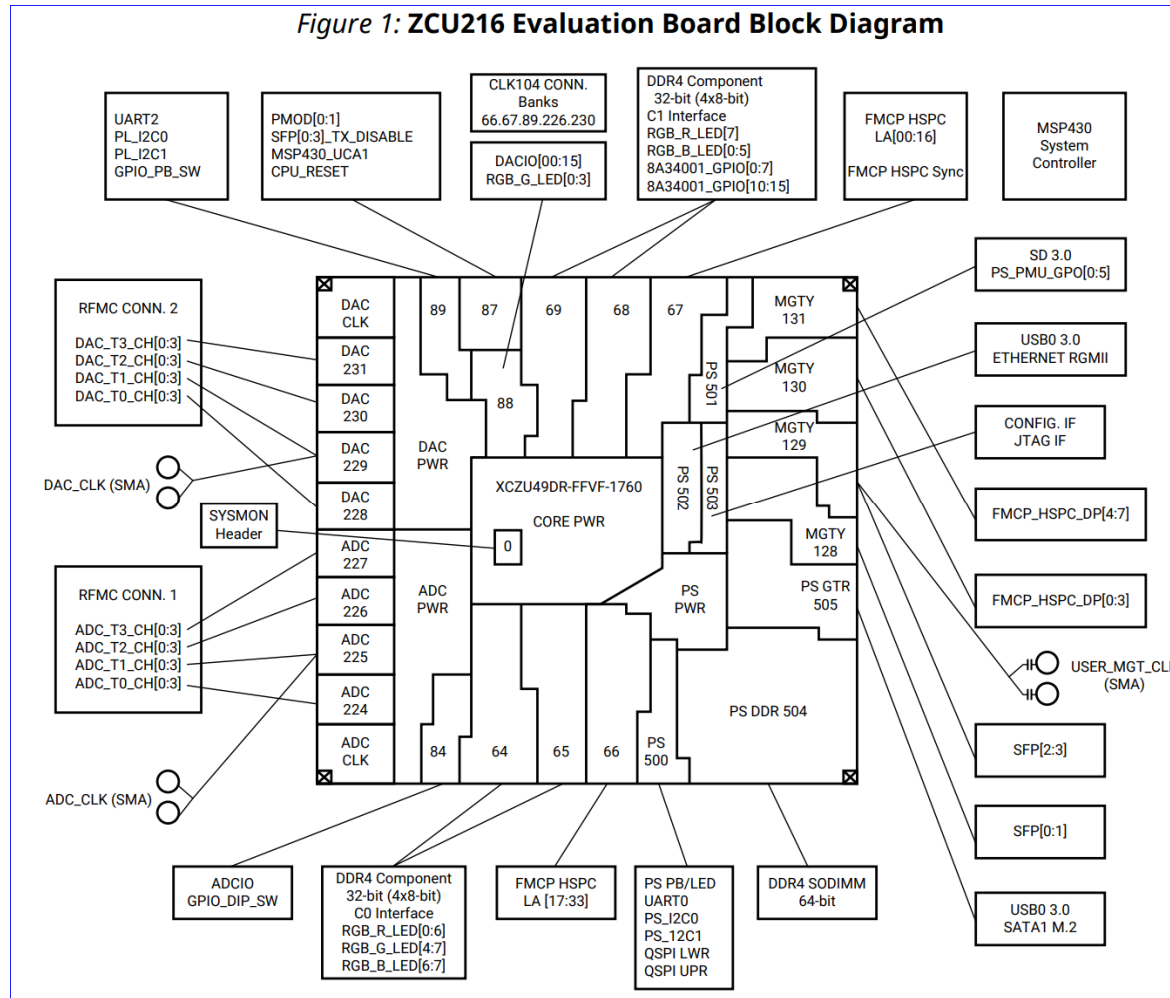 Figure 1: ZCU216 Evaluation Board Block Diagram
UART2
PL_I2C0
PL_I2C1
GPIO_PB_SW
PMOD[0:1]
SFP[0:3]_TX_DISABLE
MSP430_UCA1
CPU_RESET
CLK104 CONN.
Banks
66.67.89.226.230
DACIO[00:15]
RGB_G_LED[0:3]
DDR4 Component
32-bit (4x8-bit)
C1 Interface
RGB_R_LED[7]
RGB_B_LED[0:5]
8A34001_GPIO[0:7]
8A34001_GPIO[10:15]
FMCP HSPC
LA[00:16]
FMCP HSPC Sync
MSP430
System
Controller
RFMC CONN. 2
DAC_T3_CH[0:3]
DAC_T2_CH[0:3]
DAC_T1_CH[0:3]
DAC_T0_CH[0:3]
DAC_CLK (SMA)
SYSMON
Header
RFMC CONN. 1
ADC_T3_CH[0:3]
ADC_T2_CH[0:3]
ADC_T1_CH[0:3]
ADC_T0_CH[0:3]
ADC_CLK (SMA)
DAC
CLK
DAC
231
DAC
230
DAC
229
DAC
228
ADC
227
ADC
226
ADC
225
ADC
224
ADC
CLK
89
87
88
69
68
67
DAC
PWR
ADC
PWR
XCZU49DR-FFVF-1760
CORE PWR
0
PS 501
PS 502
PS 503
PS
PWR
MGTY
131
MGTY
130
MGTY
129
MGTY
128
PS GTR
505
PS DDR 504
84
64
65
66
PS
500
SD 3.0
PS_PMU_GPO[0:5]
USB0 3.0
ETHERNET RGMII
CONFIG. IF
JTAG IF
FMCP_HSPC_DP[4:7]
FMCP_HSPC_DP[0:3]
USER_MGT_CLK
(SMA)
SFP[2:3]
SFP[0:1]
USB0 3.0
SATA1 M.2
ADCIO
GPIO_DIP_SW
DDR4 Component
32-bit (4x8-bit)
C0 Interface
RGB_R_LED[0:6]
RGB_G_LED[4:7]
RGB_B_LED[6:7]
FMCP HSPC
LA [17:33]
PS PB/LED
UART0
PS_I2C0
PS_12C1
QSPI LWR
QSPI UPR
DDR4 SODIMM
64-bit